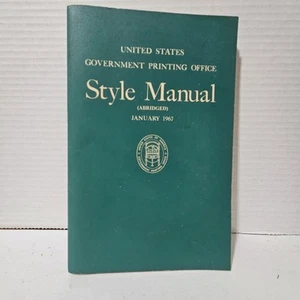 UNITED STATES
GOVERNMENT PRINTING OFFICE
Style Manual
(ABRIDGED)
JANUARY 1967